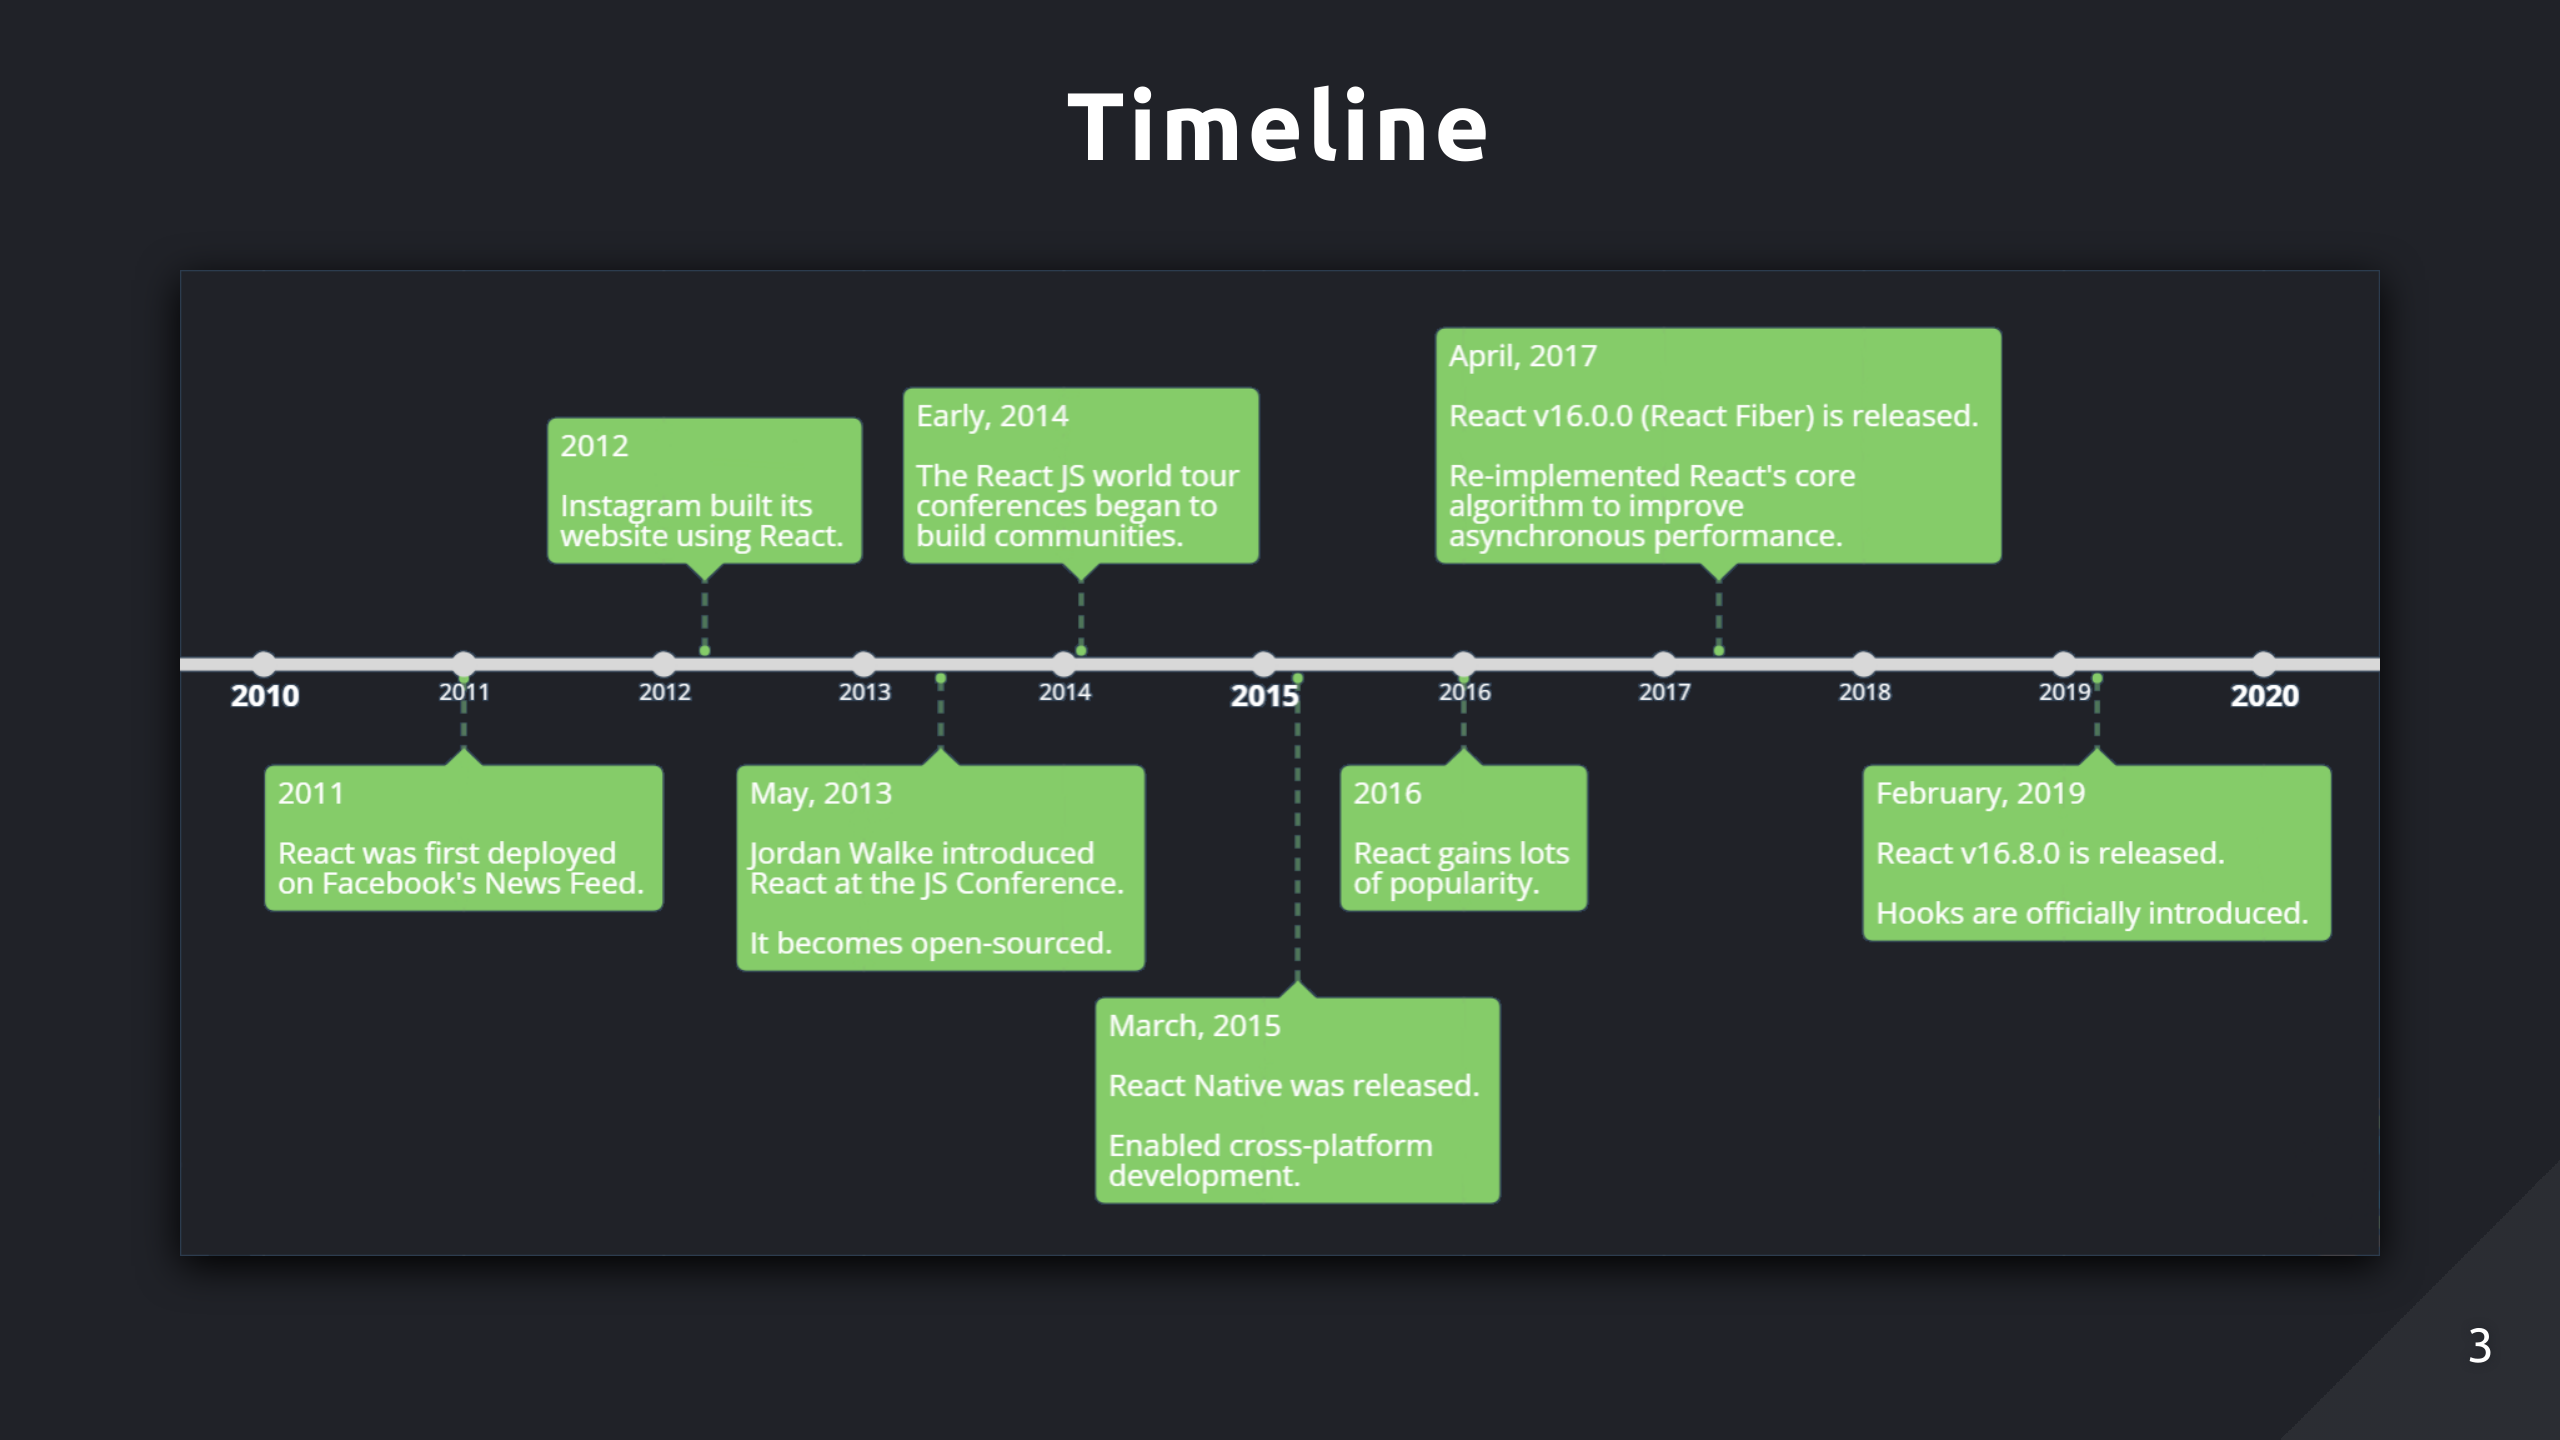 Timeline
April, 2017
React v16.0.0 (React Fiber) is released.
Re-implemented React's core
algorithm to improve
asynchronous performance.
Early, 2014
The React JS world tour
conferences began to
build communities.
2012
Instagram built its
website using React.
2010 2011 2012 2013 2014 2015 2016 2017 2018 2019 2020
2011
React was first deployed
on Facebook's News Feed.
May, 2013
Jordan Walke introduced
React at the JS Conference.
It becomes open-sourced.
2016
React gains lots
of popularity.
February, 2019
React v16.8.0 is released.
Hooks are officially introduced.
March, 2015
React Native was released.
Enabled cross-platform
development.
3